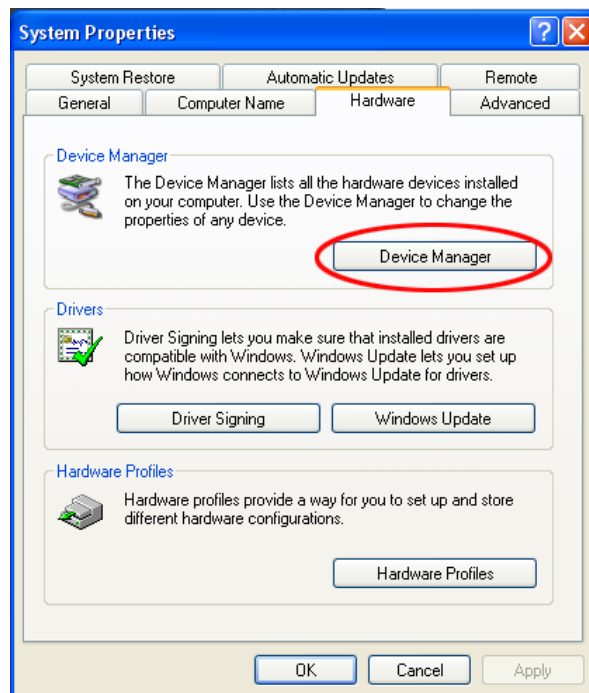 System Properties
System Restore Automatic Updates Remote
General Computer Name Hardware Advanced
Device Manager
The Device Manager lists all the hardware devices installed
on your computer. Use the Device Manager to change the
properties of any device.
Device Manager
Drivers
Driver Signing lets you make sure that installed drivers are
compatible with Windows. Windows Update lets you set up
how Windows connects to Windows Update for drivers.
Driver Signing Windows Update
Hardware Profiles
Hardware profiles provide a way for you to set up and store
different hardware configurations.
Hardware Profiles
OK Cancel Apply